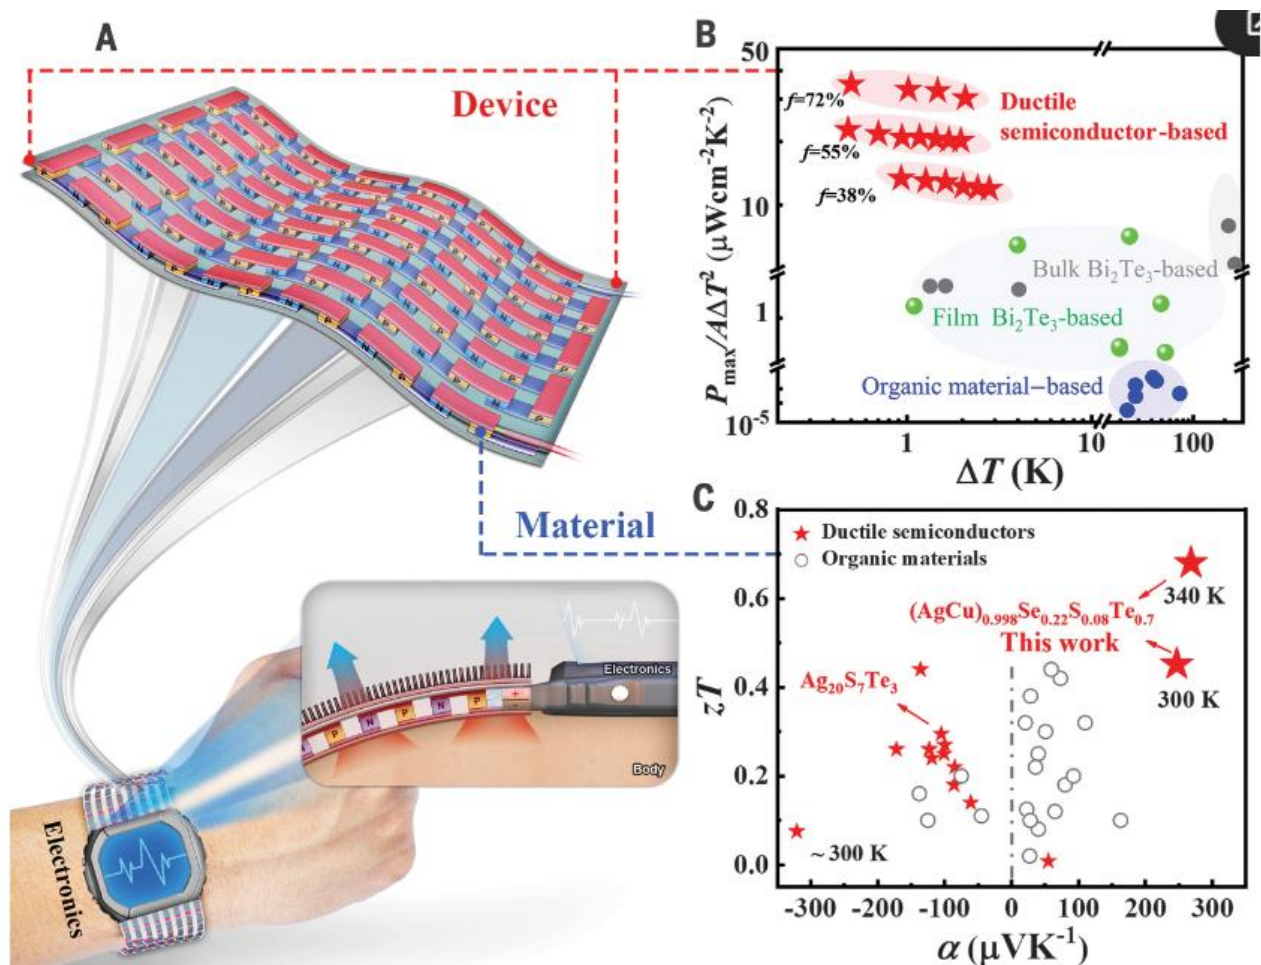 A
Device
Material
Electronics
Body
Electronics
P
N
B
50
10
1
10⁻⁵
Pmax/AΔT² (μWcm⁻²K⁻²)
f=72%
f=55%
f=38%
Ductile
semiconductor-based
Bulk Bi₂Te₃-based
Film Bi₂Te₃-based
Organic material–based
1
10
100
ΔT (K)
C
0.8
0.6
0.4
0.2
0.0
zT
Ductile semiconductors
Organic materials
(AgCu)₀.₉₉₈Se₀.₂₂S₀.₀₈Te₀.₇
This work
340 K
300 K
Ag₂₀S₇Te₃
~300 K
-300
-200
-100
0
100
200
300
α (μVK⁻¹)